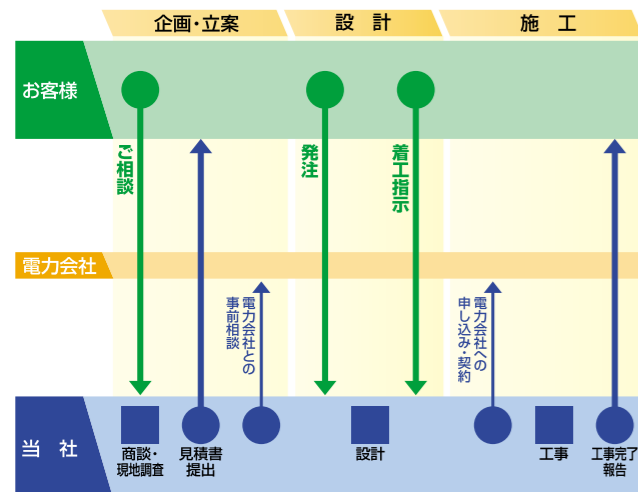 企画・立案
設 計
施 工
お客様
ご相談
発注
着工指示
電力会社
電力会社との
事前相談
電力会社への
申し込み・契約
当 社
商談・
現地調査
見積書
提出
設計
工事
工事完了
報告